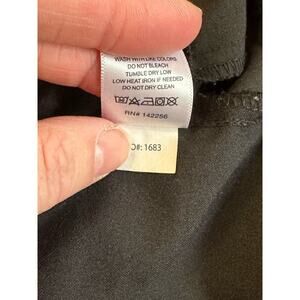 WASH WITH LIKE COLORS
DO NOT BLEACH
TUMBLE DRY LOW
LOW HEAT IRON IF NEEDED
DO NOT DRY CLEAN
RN# 142256
O#: 1683